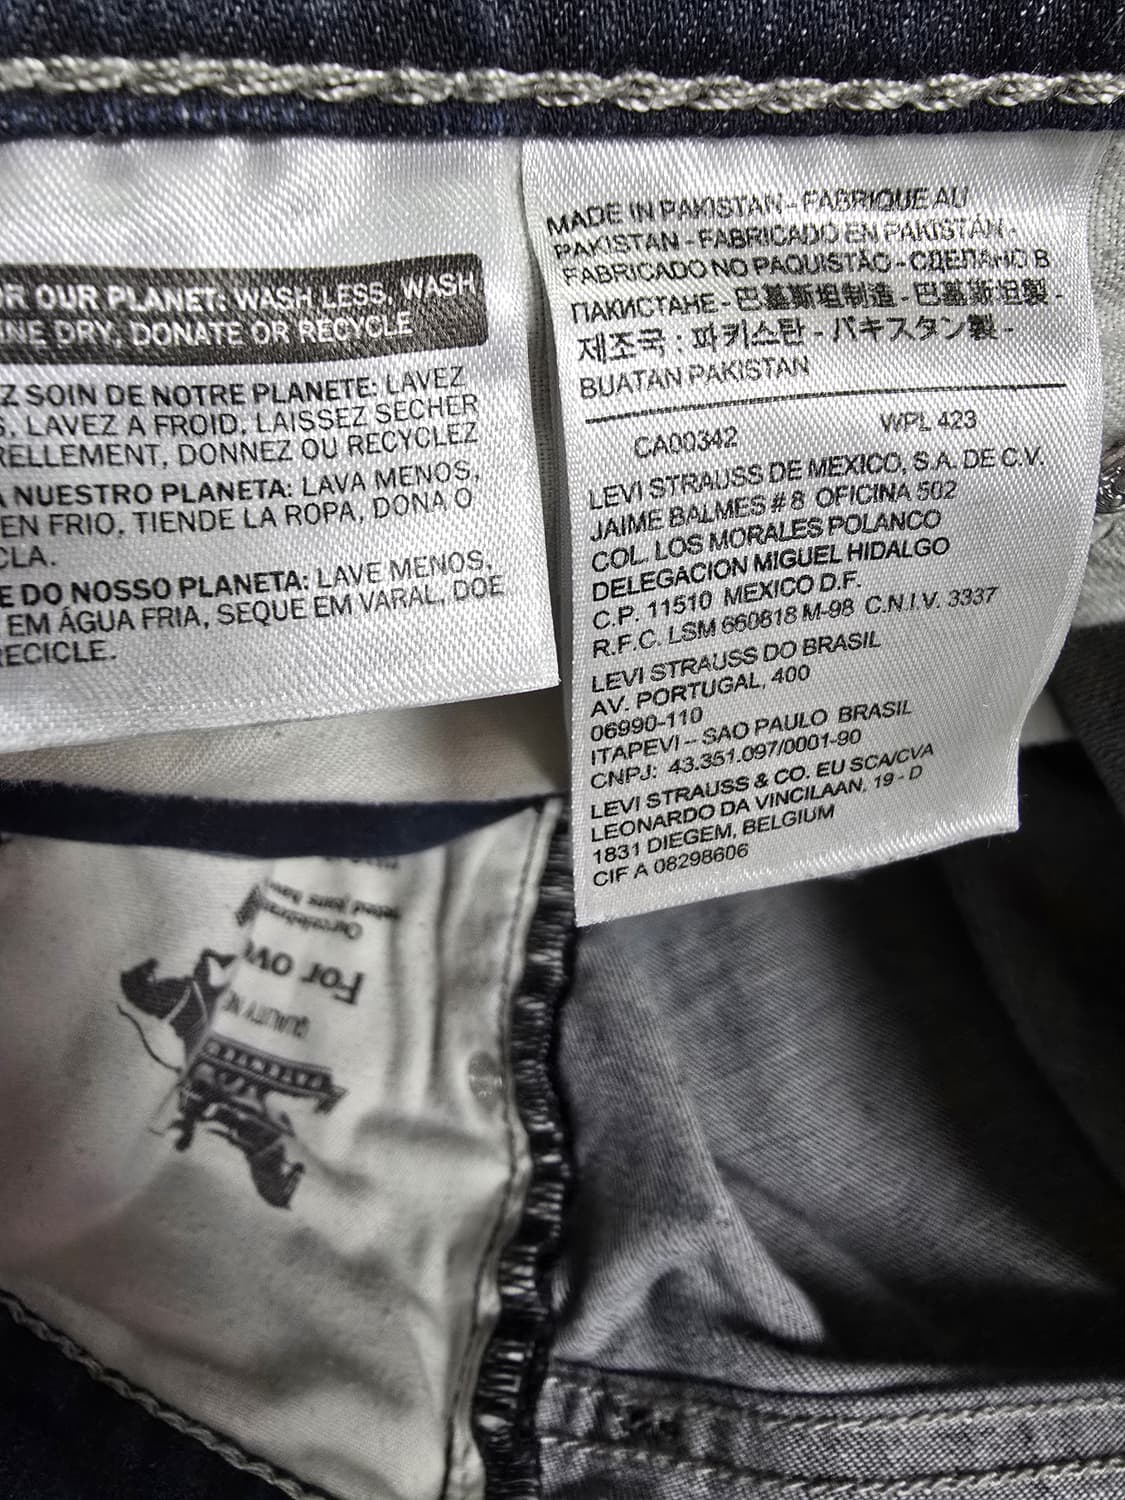 R OUR PLANET: WASH LESS, WASH
INE DRY, DONATE OR RECYCLE
Z SOIN DE NOTRE PLANETE: LAVEZ
S, LAVEZ A FROID, LAISSEZ SECHER
RELLEMENT, DONNEZ OU RECYCLEZ
A NUESTRO PLANETA: LAVA MENOS,
EN FRIO, TIENDE LA ROPA, DONA O
CLA.
E DO NOSSO PLANETA: LAVE MENOS,
EM ÁGUA FRIA, SEQUE EM VARAL, DOE
RECICLE.
MADE IN PAKISTAN - FABRIQUE AU
PAKISTAN - FABRICADO EN PAKISTÁN -
FABRICADO NO PAQUISTÃO - СДЕЛАНО В
ПАКИСТАНЕ - 巴基斯坦制造 - 巴基斯坦製 -
제조국 : 파키스탄 - パキスタン製 -
BUATAN PAKISTAN
CA00342 WPL 423
LEVI STRAUSS DE MEXICO, S.A. DE C.V.
JAIME BALMES # 8 OFICINA 502
COL. LOS MORALES POLANCO
DELEGACION MIGUEL HIDALGO
C.P. 11510 MEXICO D.F.
R.F.C. LSM 660818 M-98 C.N.I.V. 3337
LEVI STRAUSS DO BRASIL
AV. PORTUGAL, 400
06990-110
ITAPEVI – SAO PAULO BRASIL
CNPJ: 43.351.097/0001-90
LEVI STRAUSS & CO. EU SCA/CVA
LEONARDO DA VINCILAAN, 19 - D
1831 DIEGEM, BELGIUM
CIF A 08298606
QUALITY
For ove
Our celebra
jeans have